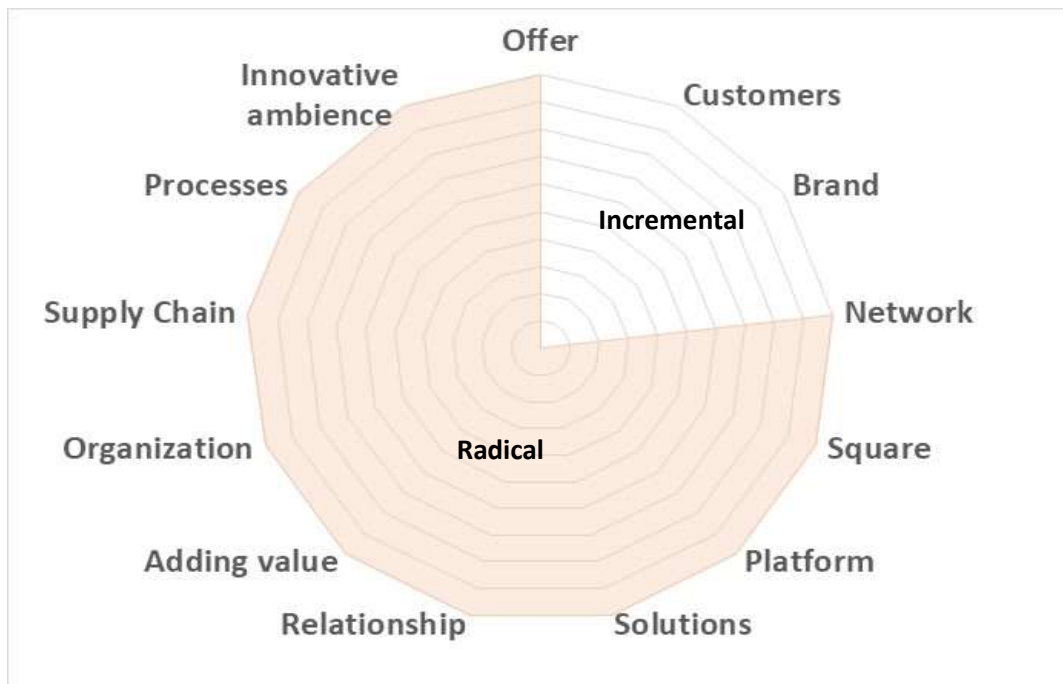 Offer
Innovative
ambience
Customers
Processes
Brand
Incremental
Supply Chain
Network
Organization
Radical
Square
Adding value
Platform
Relationship
Solutions